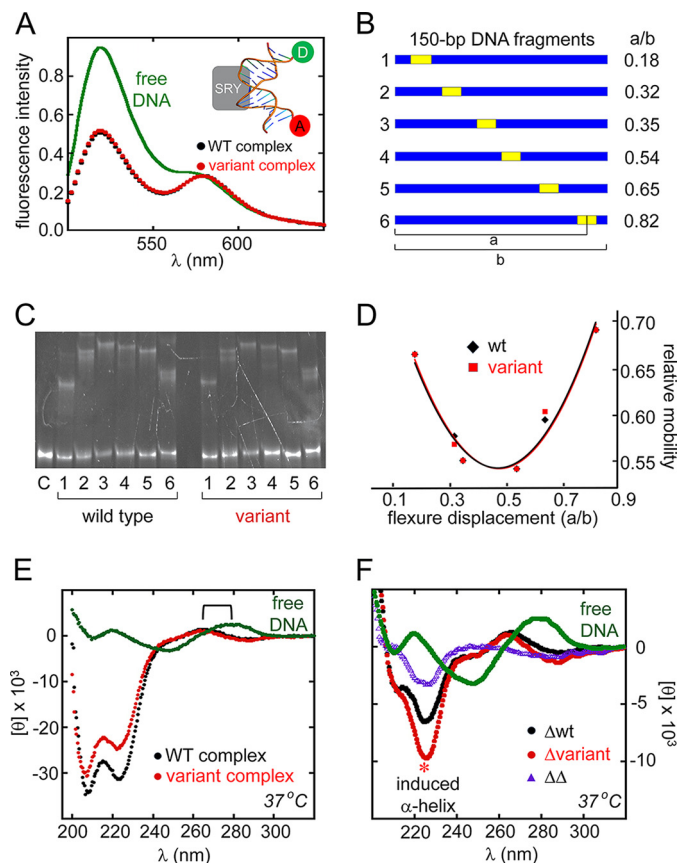 A
fluorescence intensity
0.8
0.6
0.4
0.2
0.0
free
DNA
D
SRY
A
WT complex
variant complex
550
600
λ (nm)
B
150-bp DNA fragments
a/b
1
0.18
2
0.32
3
0.35
4
0.54
5
0.65
6
0.82
a
b
C
C 1 2 3 4 5 6 1 2 3 4 5 6
wild type
variant
D
wt
variant
0.70
0.65
0.60
0.55
relative mobility
0.1 0.3 0.5 0.7 0.9
flexure displacement (a/b)
E
free
DNA
0
-10
-20
-30
[θ] x 10³
WT complex
variant complex
37°C
200 220 240 260 280 300
λ (nm)
F
free
DNA
0
-5
-10
[θ] x 10³
Δwt
Δvariant
ΔΔ
*
induced
α-helix
37°C
220 240 260 280 300
λ (nm)